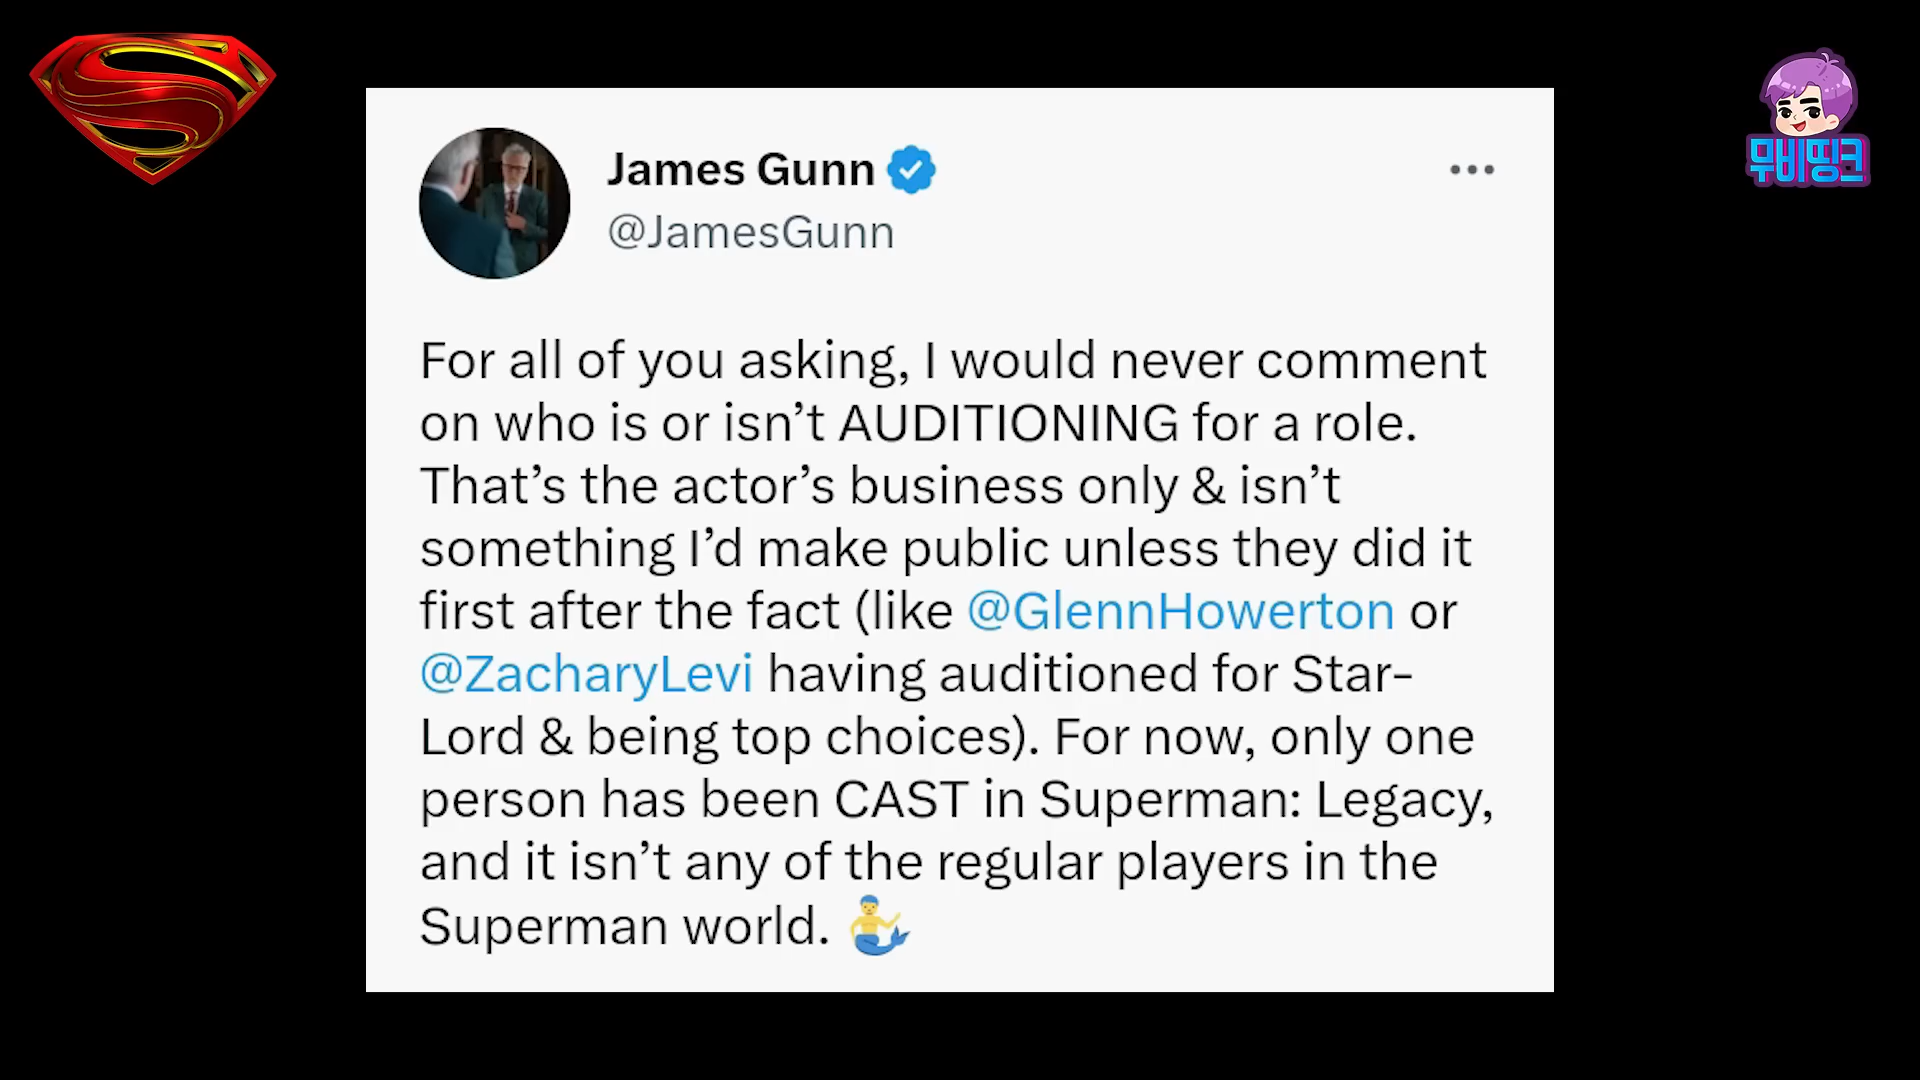 무비띵크
James Gunn
@JamesGunn
For all of you asking, I would never comment
on who is or isn’t AUDITIONING for a role.
That’s the actor’s business only & isn’t
something I’d make public unless they did it
first after the fact (like @GlennHowerton or
@ZacharyLevi having auditioned for Star-
Lord & being top choices). For now, only one
person has been CAST in Superman: Legacy,
and it isn’t any of the regular players in the
Superman world. 🧜‍♂️